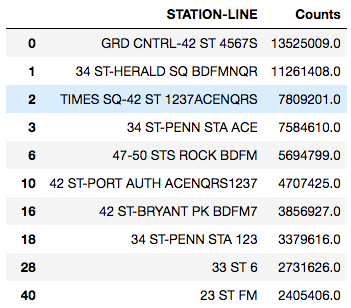 STATION-LINE Counts
0 GRD CNTRL-42 ST 4567S 13525009.0
1 34 ST-HERALD SQ BDFMNQR 11261408.0
2 TIMES SQ-42 ST 1237ACENQRS 7809201.0
3 34 ST-PENN STA ACE 7584610.0
6 47-50 STS ROCK BDFM 5694799.0
10 42 ST-PORT AUTH ACENQRS1237 4707425.0
16 42 ST-BRYANT PK BDFM7 3856927.0
18 34 ST-PENN STA 123 3379616.0
28 33 ST 6 2731626.0
40 23 ST FM 2405406.0